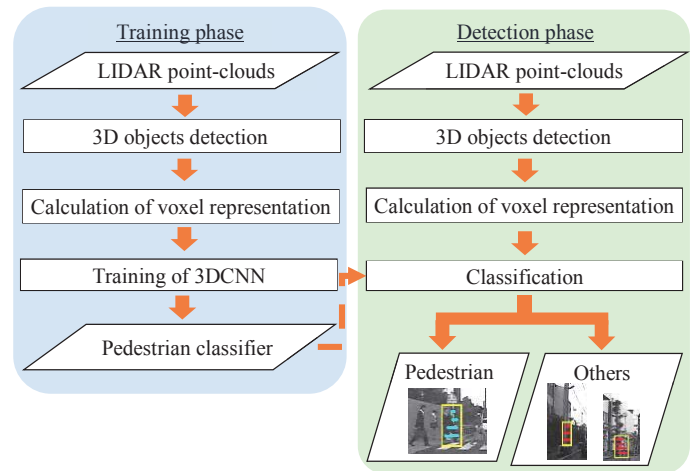 Training phase
LIDAR point-clouds
3D objects detection
Calculation of voxel representation
Training of 3DCNN
Pedestrian classifier
Detection phase
LIDAR point-clouds
3D objects detection
Calculation of voxel representation
Classification
Pedestrian
Others